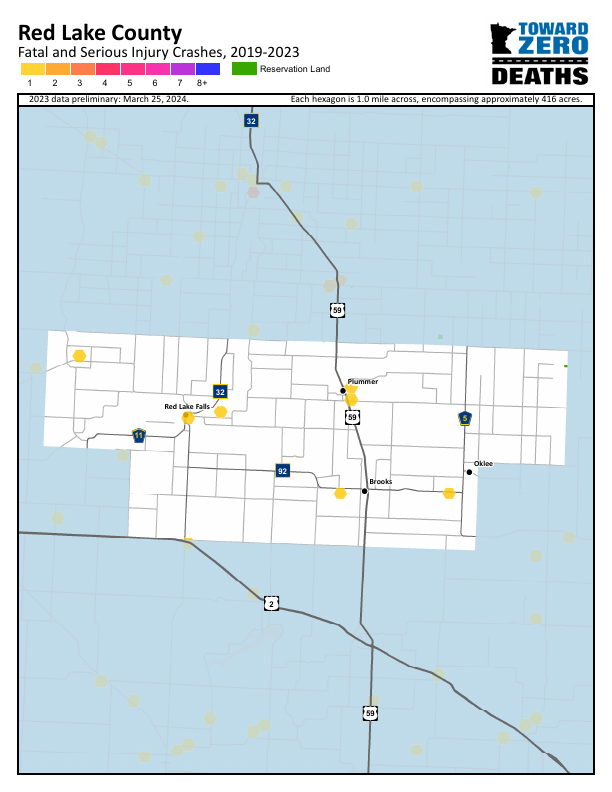 Red Lake County
Fatal and Serious Injury Crashes, 2019-2023
1 2 3 4 5 6 7 8+
Reservation Land
TOWARD
ZERO
DEATHS
2023 data preliminary: March 25, 2024.
Each hexagon is 1.0 mile across, encompassing approximately 416 acres.
32
59
Plummer
32
Red Lake Falls
59
5
11
Oklee
92
Brooks
2
59